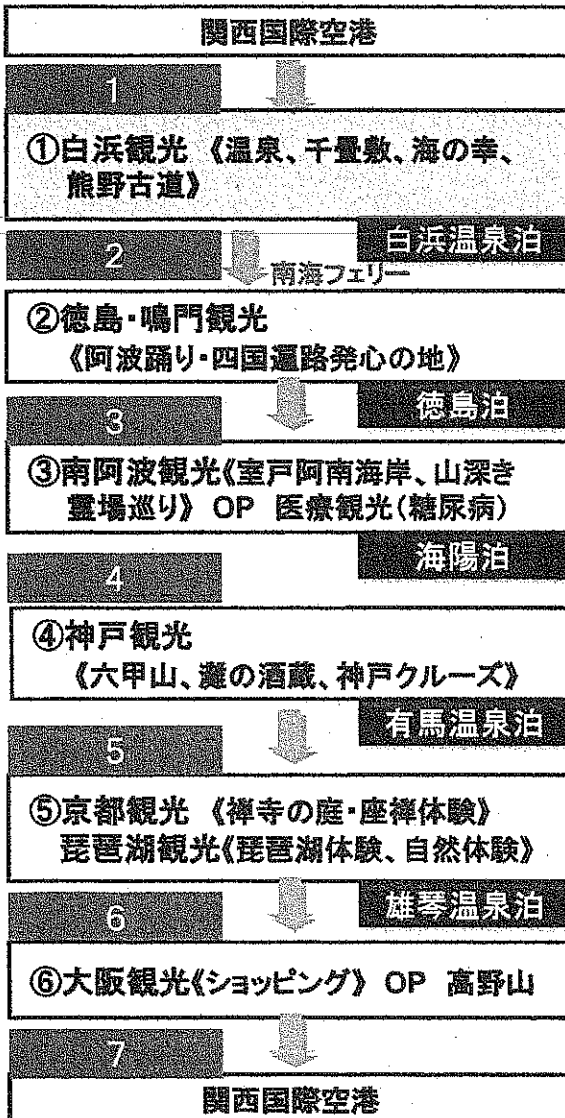 関西国際空港
1
①白浜観光 《温泉、千畳敷、海の幸、
熊野古道》
白浜温泉泊
2
南海フェリー
②徳島・鳴門観光
《阿波踊り・四国遍路発心の地》
徳島泊
3
③南阿波観光《室戸阿南海岸、山深き
霊場巡り》 OP 医療観光(糖尿病)
海陽泊
4
④神戸観光
《六甲山、灘の酒蔵、神戸クルーズ》
有馬温泉泊
5
⑤京都観光 《禅寺の庭・座禅体験》
琵琶湖観光《琵琶湖体験、自然体験》
雄琴温泉泊
6
⑥大阪観光《ショッピング》 OP 高野山
7
関西国際空港